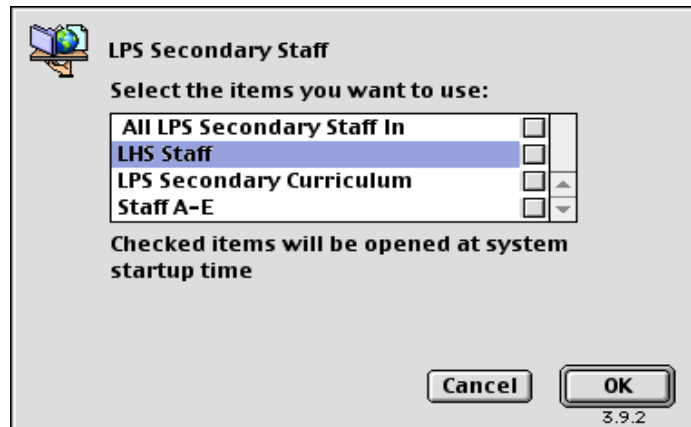 LPS Secondary Staff
Select the items you want to use:
All LPS Secondary Staff In
LHS Staff
LPS Secondary Curriculum
Staff A-E
Checked items will be opened at system
startup time
Cancel
OK
3.9.2